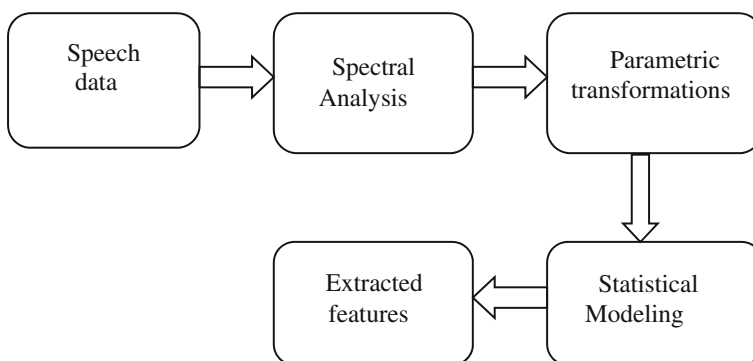 Speech
data
Spectral
Analysis
Parametric
transformations
Statistical
Modeling
Extracted
features